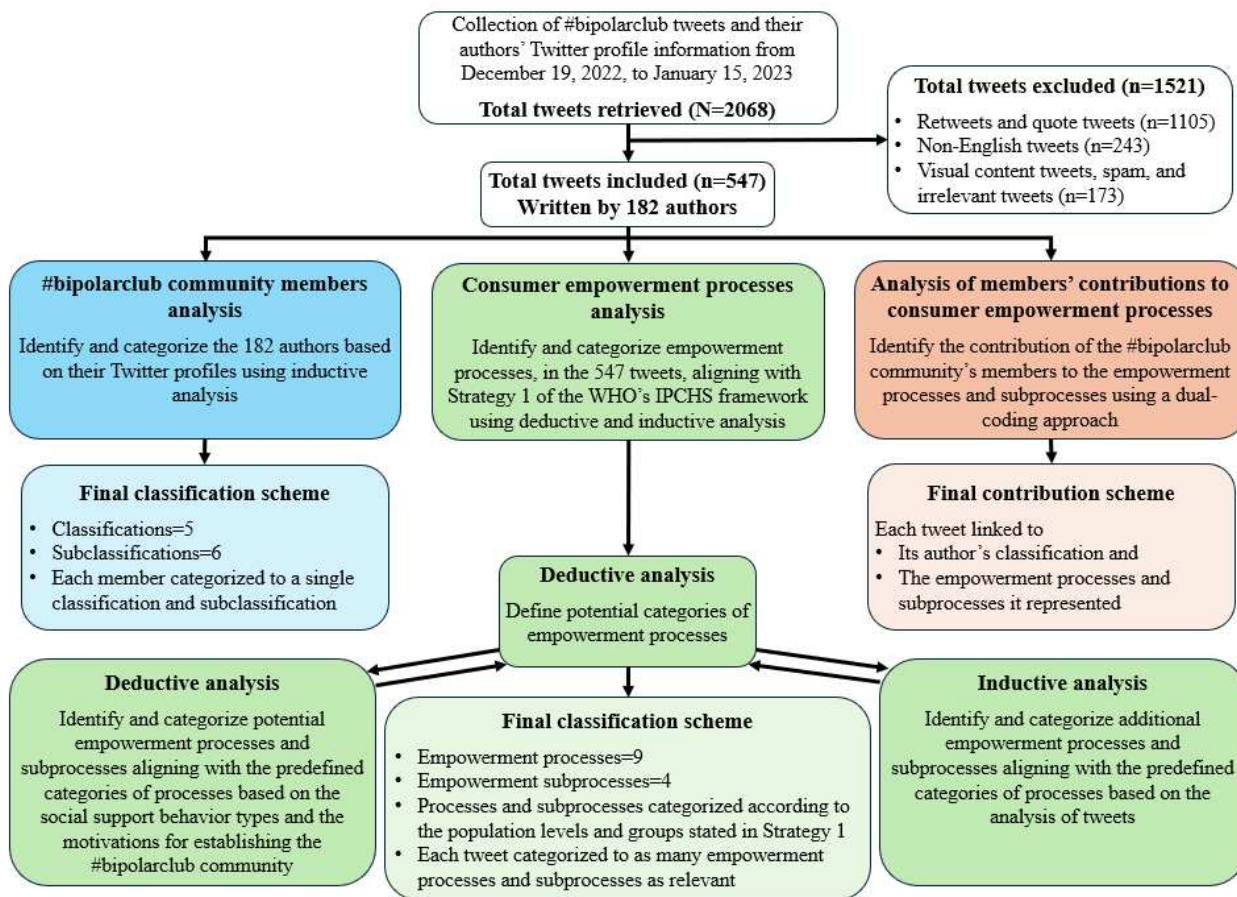 Collection of #bipolarclub tweets and their
authors' Twitter profile information from
December 19, 2022, to January 15, 2023
Total tweets retrieved (N=2068)
Total tweets excluded (n=1521)
• Retweets and quote tweets (n=1105)
• Non-English tweets (n=243)
• Visual content tweets, spam, and
irrelevant tweets (n=173)
Total tweets included (n=547)
Written by 182 authors
#bipolarclub community members
analysis
Identify and categorize the 182 authors based
on their Twitter profiles using inductive
analysis
Consumer empowerment processes
analysis
Identify and categorize empowerment
processes, in the 547 tweets, aligning with
Strategy 1 of the WHO's IPCHS framework
using deductive and inductive analysis
Analysis of members' contributions to
consumer empowerment processes
Identify the contribution of the #bipolarclub
community's members to the empowerment
processes and subprocesses using a dual-
coding approach
Final classification scheme
• Classifications=5
• Subclassifications=6
• Each member categorized to a single
classification and subclassification
Final contribution scheme
Each tweet linked to
• Its author's classification and
• The empowerment processes and
subprocesses it represented
Deductive analysis
Define potential categories of
empowerment processes
Deductive analysis
Identify and categorize potential
empowerment processes and
subprocesses aligning with the predefined
categories of processes based on the
social support behavior types and the
motivations for establishing the
#bipolarclub community
Final classification scheme
• Empowerment processes=9
• Empowerment subprocesses=4
• Processes and subprocesses categorized according to
the population levels and groups stated in Strategy 1
• Each tweet categorized to as many empowerment
processes and subprocesses as relevant
Inductive analysis
Identify and categorize additional
empowerment processes and
subprocesses aligning with the predefined
categories of processes based on the
analysis of tweets